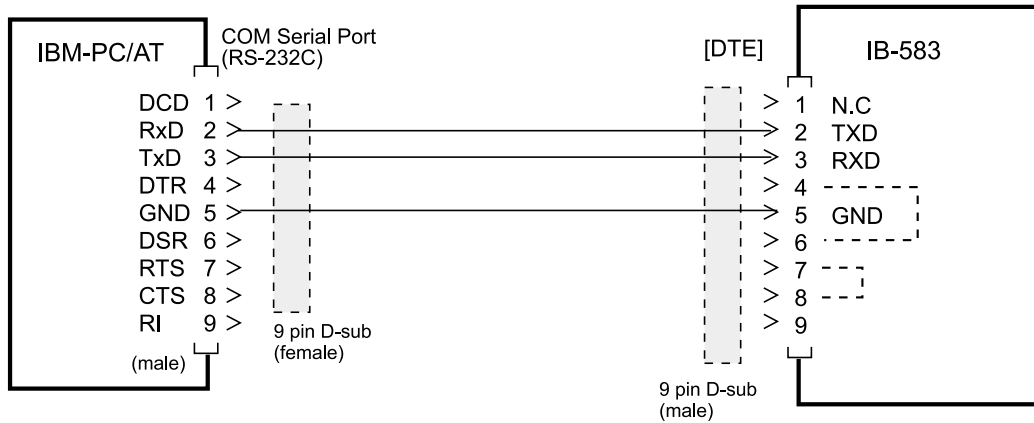 IBM-PC/AT
COM Serial Port
(RS-232C)
[DTE]
IB-583
DCD 1
RxD 2
TxD 3
DTR 4
GND 5
DSR 6
RTS 7
CTS 8
RI 9
(male)
9 pin D-sub
(female)
1 N.C
2 TXD
3 RXD
4
5 GND
6
7
8
9
9 pin D-sub
(male)